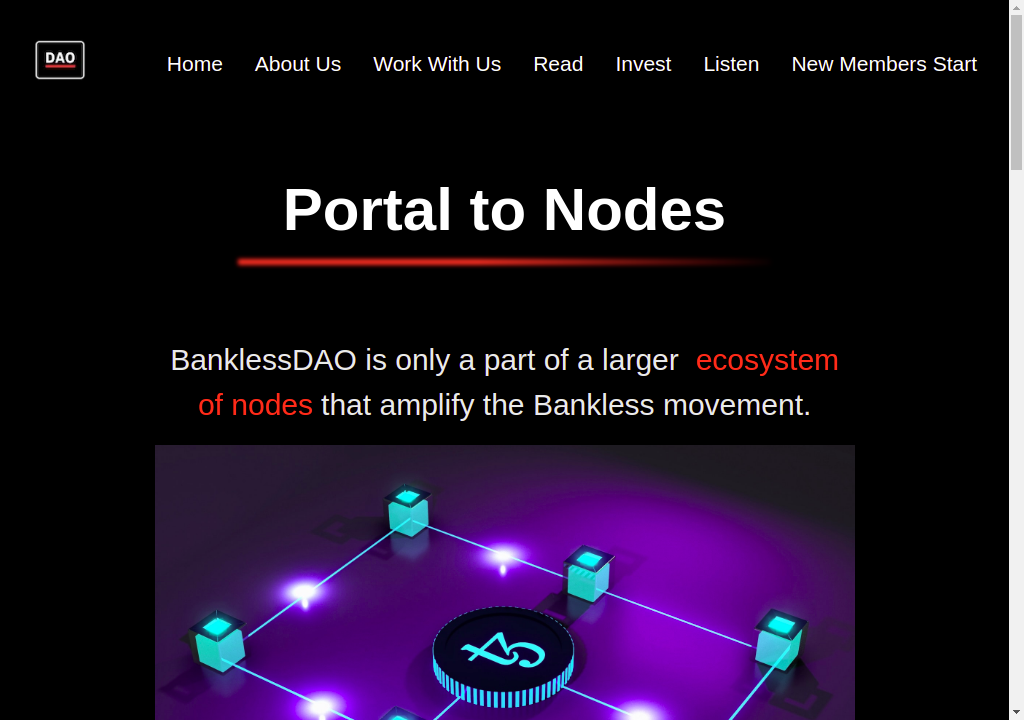 DAO
Home About Us Work With Us Read Invest Listen New Members Start
Portal to Nodes
BanklessDAO is only a part of a larger ecosystem
of nodes that amplify the Bankless movement.